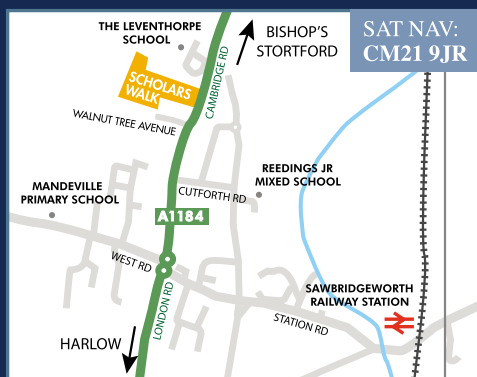 THE LEVENTHORPE
SCHOOL
BISHOP'S
STORTFORD
SAT NAV:
CM21 9JR
SCHOLARS
WALK
CAMBRIDGE RD
WALNUT TREE AVENUE
REEDINGS JR
MIXED SCHOOL
MANDEVILLE
PRIMARY SCHOOL
CUTFORTH RD
A1184
WEST RD
SAWBRIDGEWORTH
RAILWAY STATION
LONDON RD
STATION RD
HARLOW